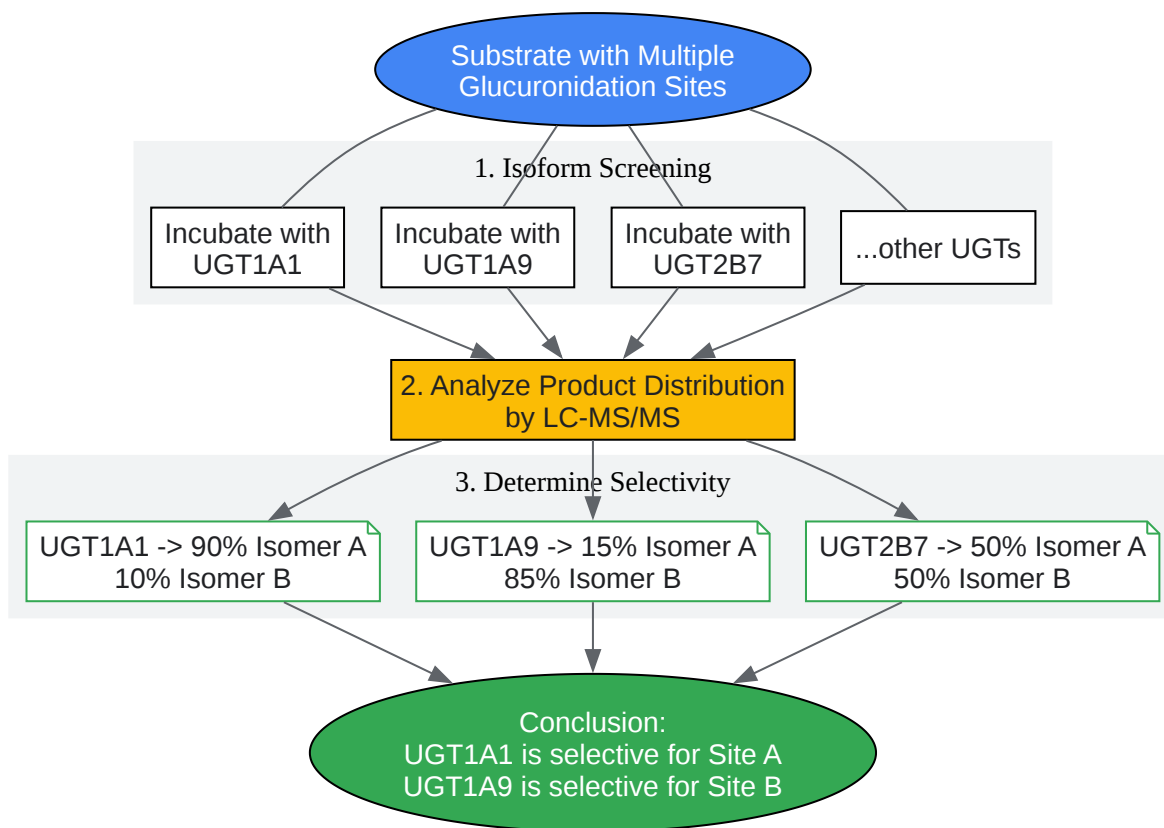 Substrate with Multiple
Glucuronidation Sites
1. Isoform Screening
Incubate with
UGT1A1
Incubate with
UGT1A9
Incubate with
UGT2B7
...other UGTs
2. Analyze Product Distribution
by LC-MS/MS
3. Determine Selectivity
UGT1A1 -> 90% Isomer A
10% Isomer B
UGT1A9 -> 15% Isomer A
85% Isomer B
UGT2B7 -> 50% Isomer A
50% Isomer B
Conclusion:
UGT1A1 is selective for Site A
UGT1A9 is selective for Site B